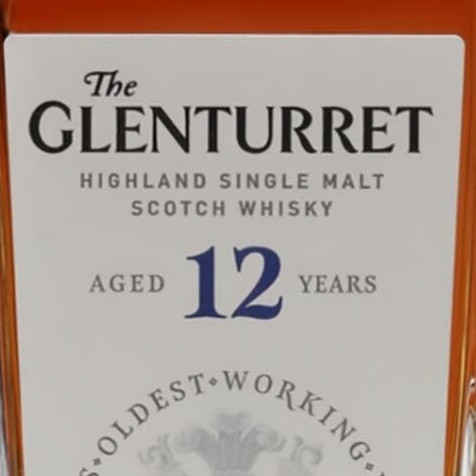 The
GLENTURRET
HIGHLAND SINGLE MALT
SCOTCH WHISKY
AGED 12 YEARS
OLDEST•WORKING•